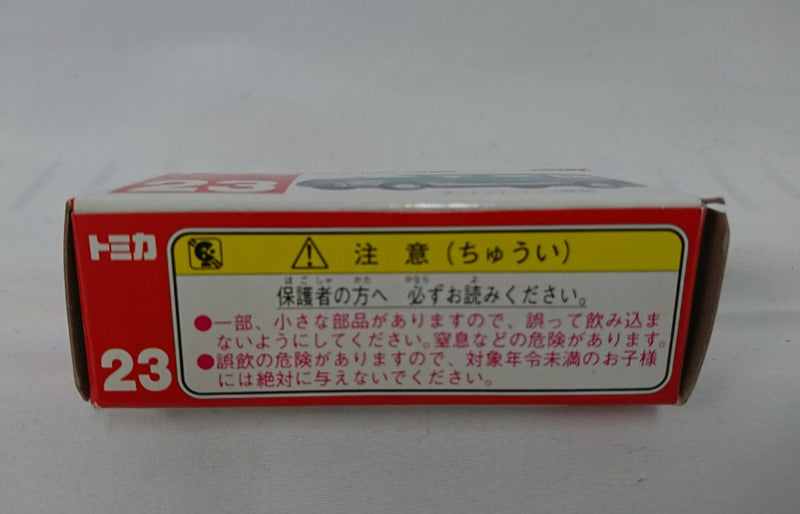 23
トミカ
注意(ちゅうい)
ほごしゃ かた かなら よ
保護者の方へ 必ずお読みください。
●一部、小さな部品がありますので、誤って飲み込ま
ないようにしてください。窒息などの危険があります。
●誤飲の危険がありますので、対象年令未満のお子様
には絶対に与えないでください。
23